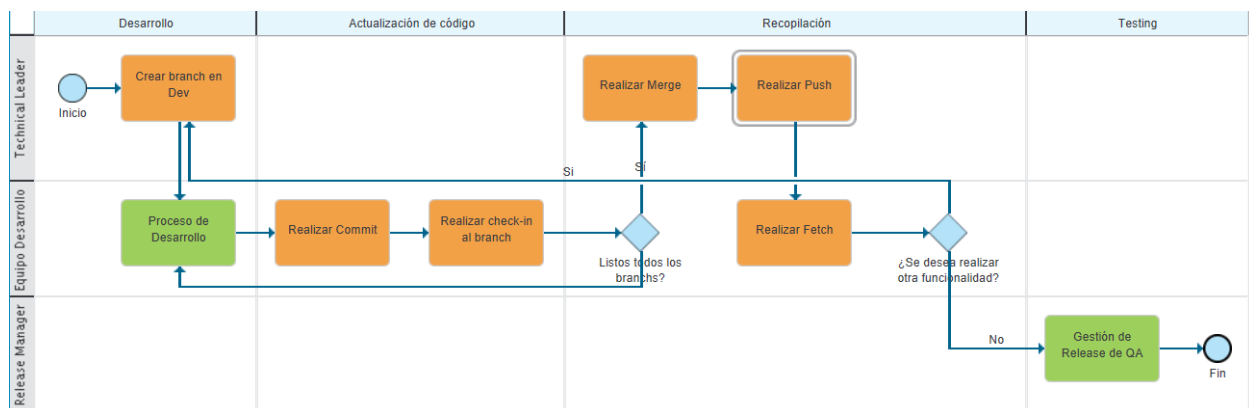 Desarrollo
Actualización de código
Recopilación
Testing
Technical Leader
Inicio
Crear branch en
Dev
Realizar Merge
Realizar Push
Si
Sí
Equipo Desarrollo
Proceso de
Desarrollo
Realizar Commit
Realizar check-in
al branch
Listos todos los
branchs?
Realizar Fetch
¿Se desea realizar
otra funcionalidad?
Release Manager
No
Gestión de
Release de QA
Fin